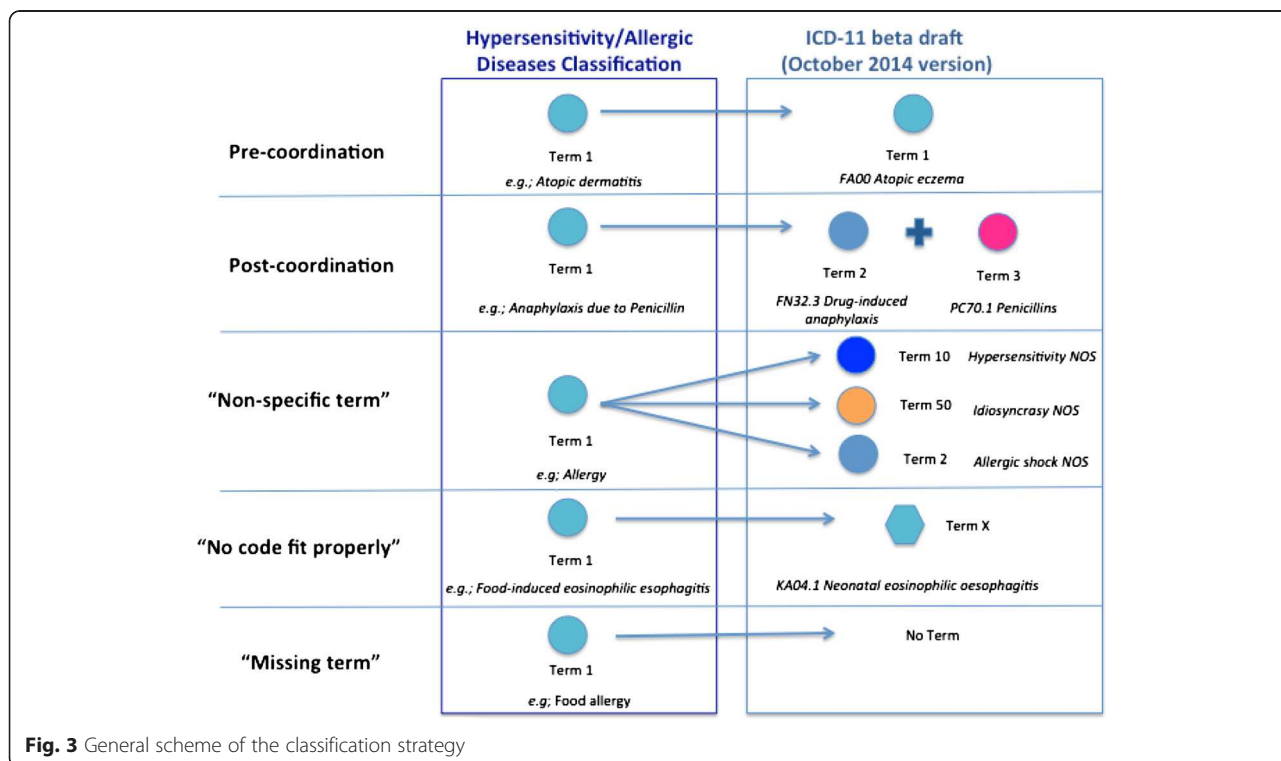 Hypersensitivity/Allergic
Diseases Classification
ICD-11 beta draft
(October 2014 version)
Pre-coordination
Term 1
e.g.; Atopic dermatitis
Term 1
FA00 Atopic eczema
Post-coordination
Term 1
e.g.; Anaphylaxis due to Penicillin
Term 2
FN32.3 Drug-induced
anaphylaxis
Term 3
PC70.1 Penicillins
“Non-specific term”
Term 1
e.g; Allergy
Term 10 Hypersensitivity NOS
Term 50 Idiosyncrasy NOS
Term 2 Allergic shock NOS
“No code fit properly”
Term 1
e.g.; Food-induced eosinophilic esophagitis
Term X
KA04.1 Neonatal eosinophilic oesophagitis
“Missing term”
Term 1
e.g; Food allergy
No Term
Fig. 3 General scheme of the classification strategy